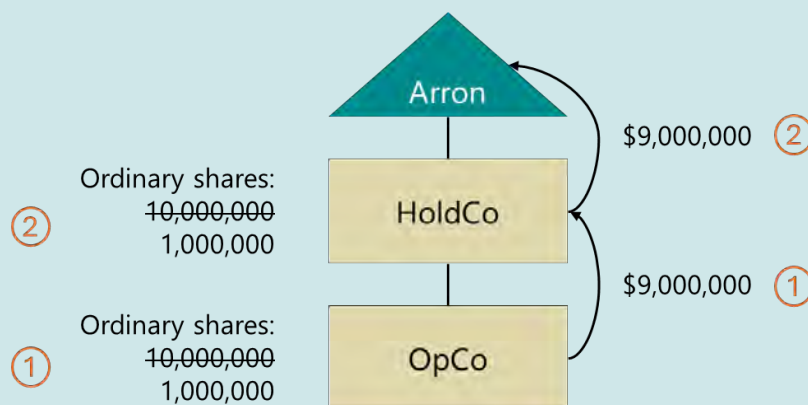 Arron
$9,000,000 ②
Ordinary shares:
② 10,000,000
1,000,000
HoldCo
$9,000,000 ①
Ordinary shares:
① 10,000,000
1,000,000
OpCo